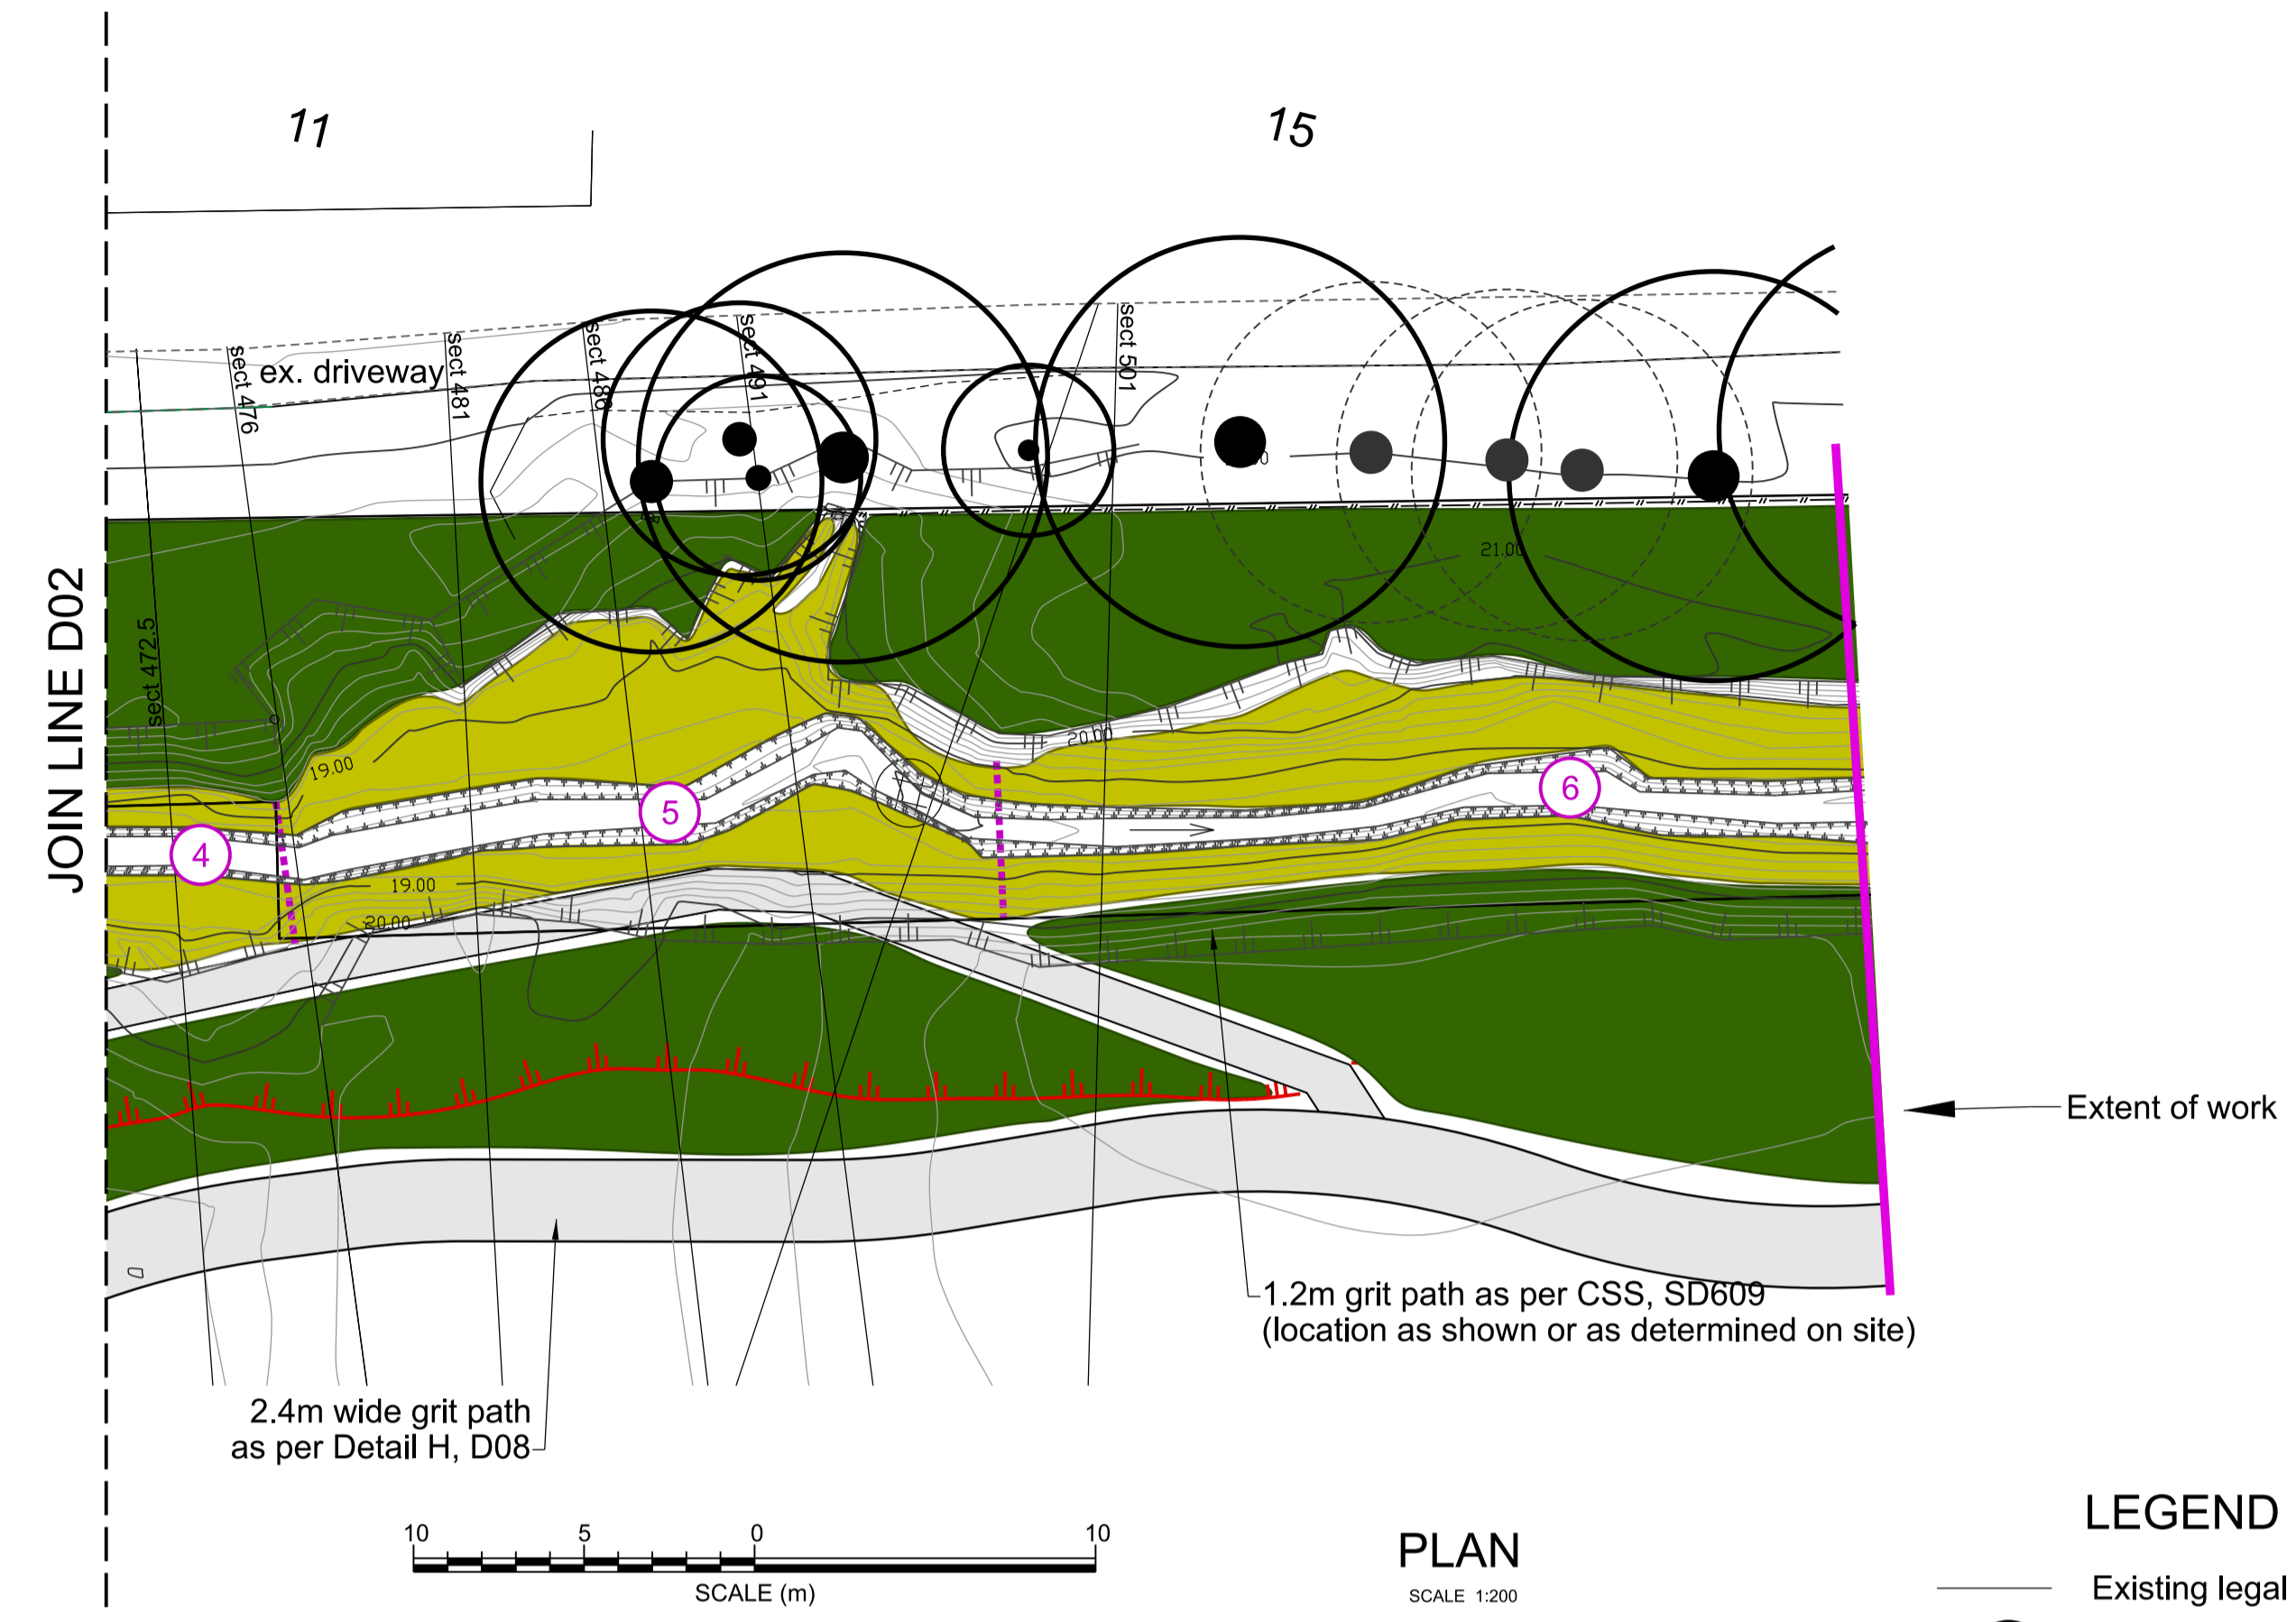 11
15
sect 476
ex. driveway
sect 481
sect 486
sect 491
sect 501
JOIN LINE D02
sect 472.5
21.00
20.00
19.00
4
5
6
19.00
20.00
Extent of work
1.2m grit path as per CSS, SD609
(location as shown or as determined on site)
2.4m wide grit path
as per Detail H, D08
10 5 0 10
SCALE (m)
PLAN
SCALE 1:200
LEGEND
Existing legal